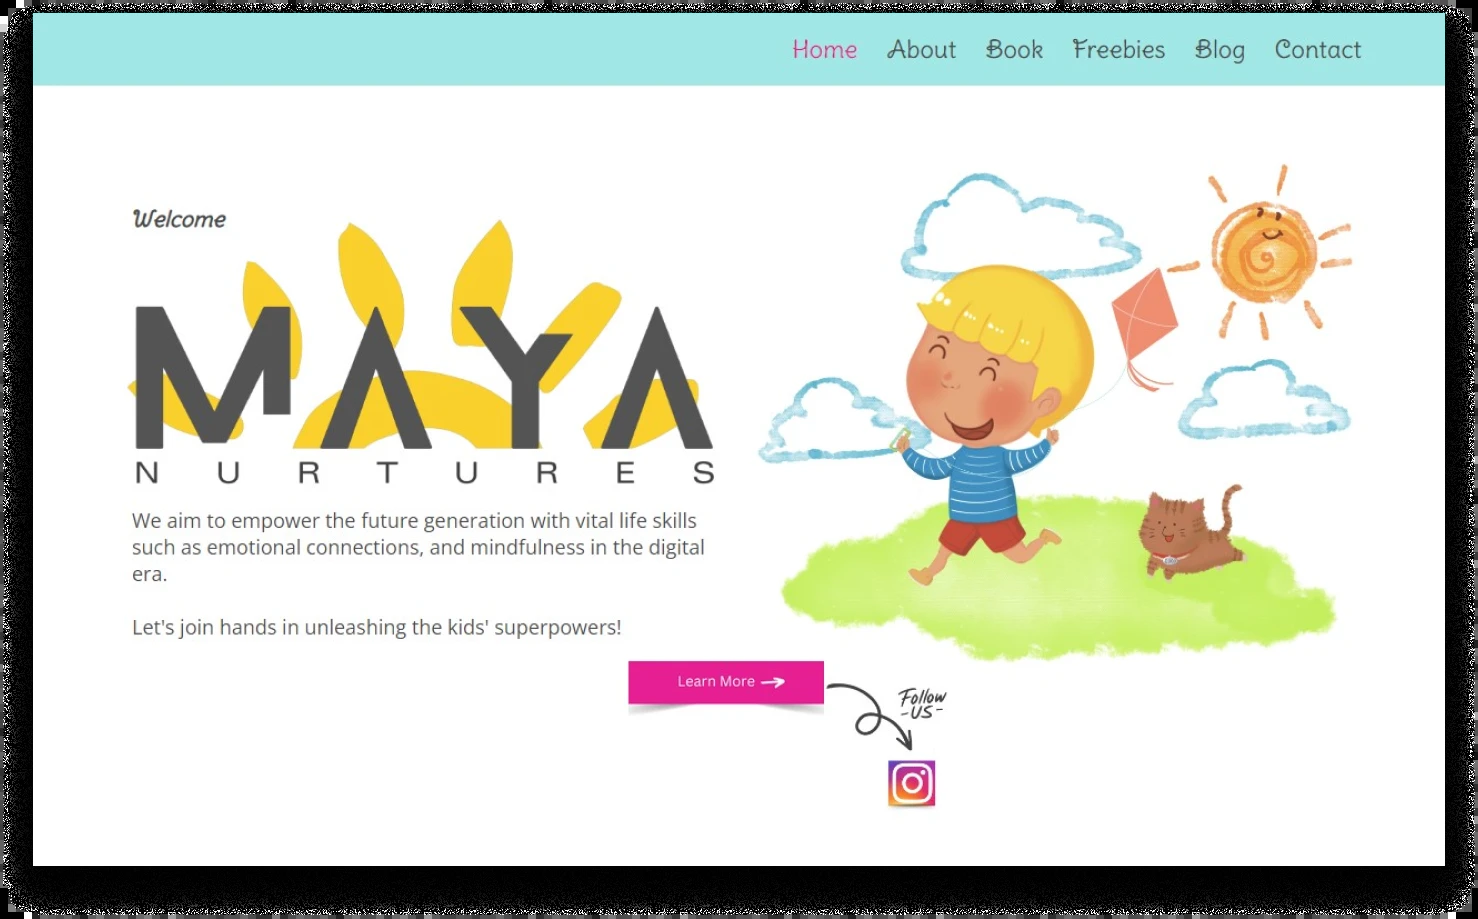 Home About Book Freebies Blog Contact
Welcome
MAYA
NURTURES
We aim to empower the future generation with vital life skills
such as emotional connections, and mindfulness in the digital
era.
Let's join hands in unleashing the kids' superpowers!
Learn More
Follow
-US-